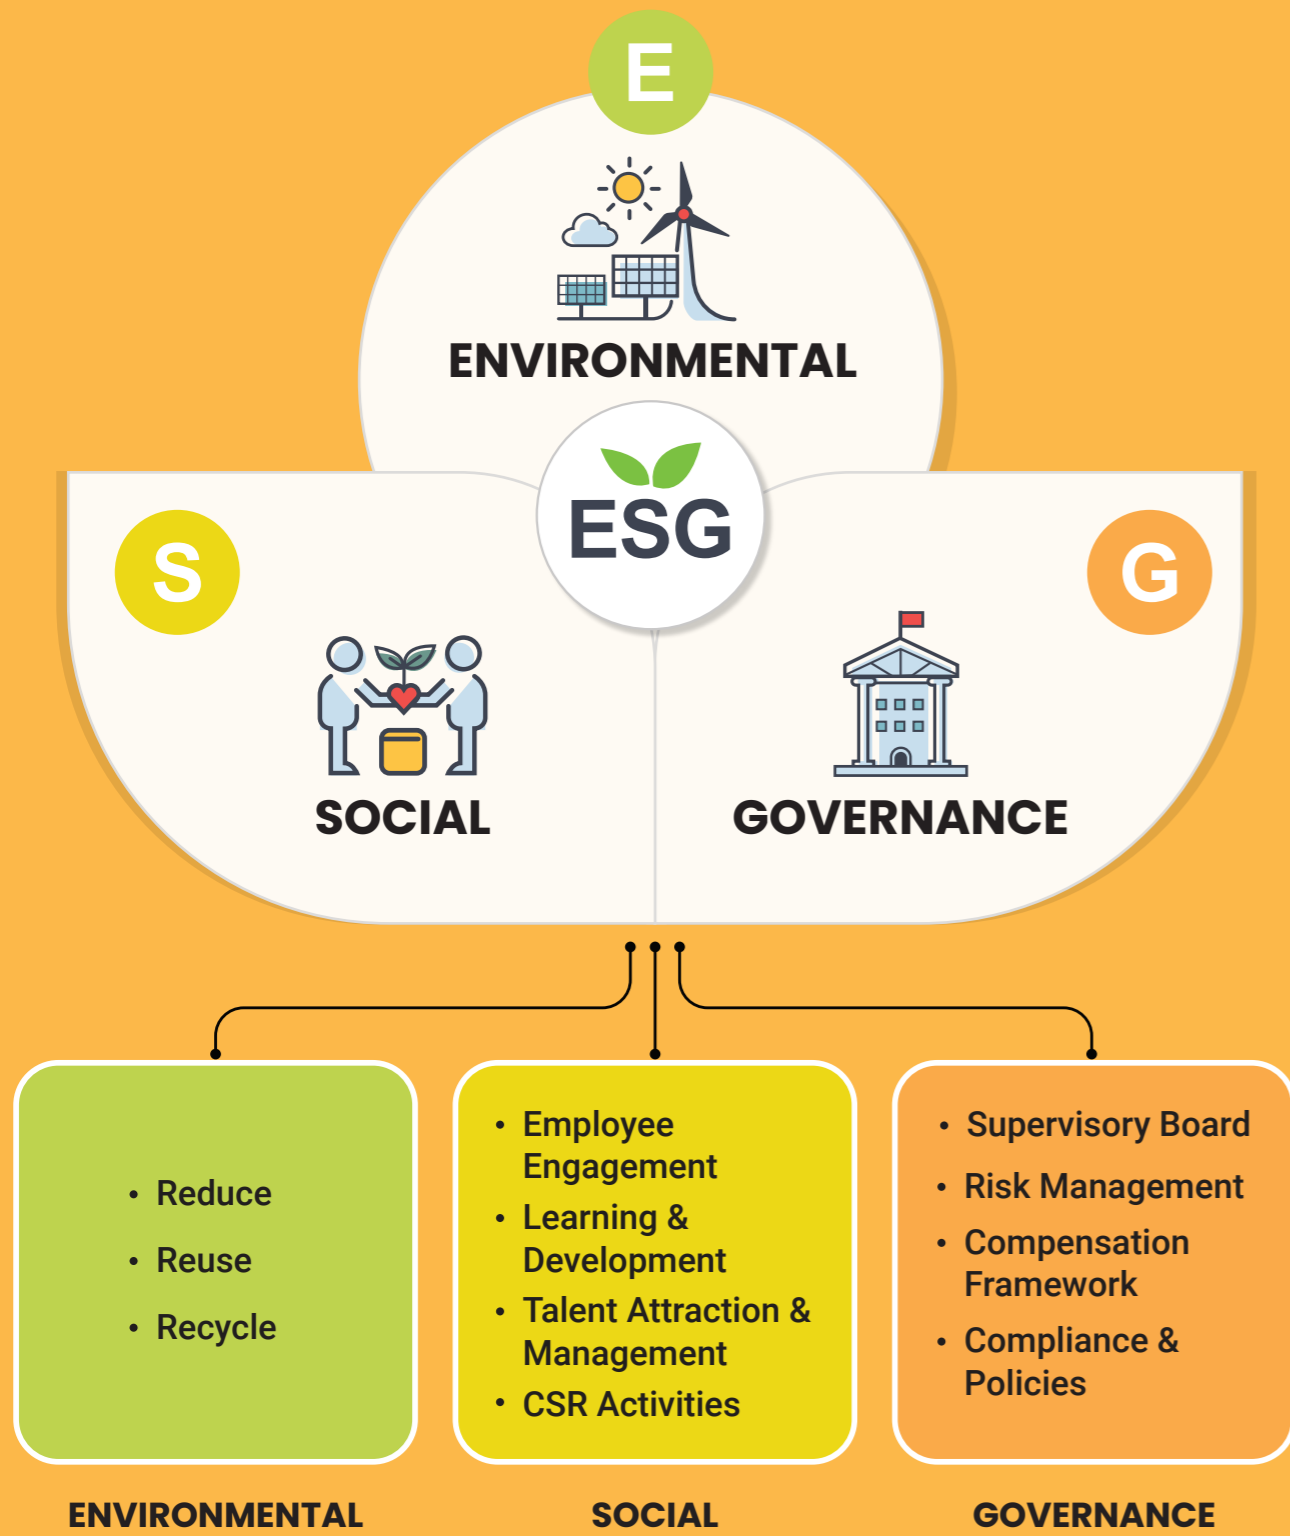 E
ENVIRONMENTAL
ESG
S
G
SOCIAL
GOVERNANCE
• Reduce
• Reuse
• Recycle
• Employee
Engagement
• Learning &
Development
• Talent Attraction &
Management
• CSR Activities
• Supervisory Board
• Risk Management
• Compensation
Framework
• Compliance &
Policies
ENVIRONMENTAL
SOCIAL
GOVERNANCE